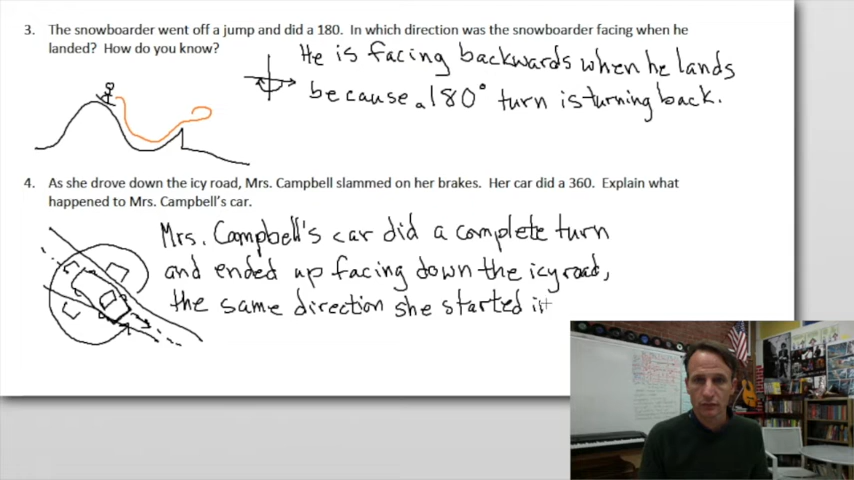 3. The snowboarder went off a jump and did a 180. In which direction was the snowboarder facing when he
landed? How do you know?
He is facing backwards when he lands
because a 180° turn is turning back.
4. As she drove down the icy road, Mrs. Campbell slammed on her brakes. Her car did a 360. Explain what
happened to Mrs. Campbell's car.
Mrs. Campbell's car did a complete turn
and ended up facing down the icy road,
the same direction she started it